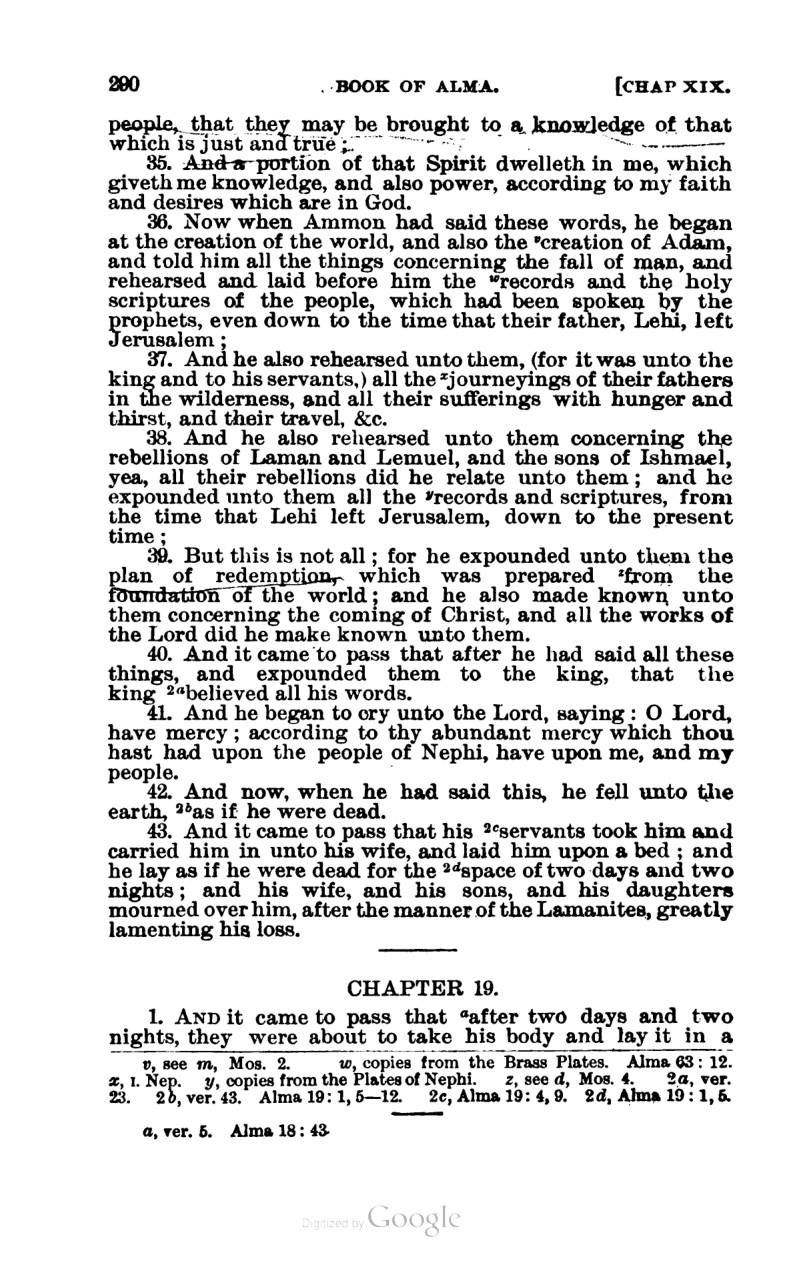 290 BOOK OF ALMA. [CHAP XIX.
people, that they may be brought to a knowledge of that
which is just and true ;
35. And a portion of that Spirit dwelleth in me, which
giveth me knowledge, and also power, according to my faith
and desires which are in God.
36. Now when Ammon had said these words, he began
at the creation of the world, and also the ᵛcreation of Adam,
and told him all the things concerning the fall of man, and
rehearsed and laid before him the ʷrecords and the holy
scriptures of the people, which had been spoken by the
prophets, even down to the time that their father, Lehi, left
Jerusalem ;
37. And he also rehearsed unto them, (for it was unto the
king and to his servants,) all the ˣjourneyings of their fathers
in the wilderness, and all their sufferings with hunger and
thirst, and their travel, &c.
38. And he also rehearsed unto them concerning the
rebellions of Laman and Lemuel, and the sons of Ishmael,
yea, all their rebellions did he relate unto them ; and he
expounded unto them all the ʸrecords and scriptures, from
the time that Lehi left Jerusalem, down to the present
time ;
39. But this is not all ; for he expounded unto them the
plan of redemption, which was prepared ᶻfrom the
foundation of the world ; and he also made known unto
them concerning the coming of Christ, and all the works of
the Lord did he make known unto them.
40. And it came to pass that after he had said all these
things, and expounded them to the king, that the
king ²ᵃbelieved all his words.
41. And he began to cry unto the Lord, saying : O Lord,
have mercy ; according to thy abundant mercy which thou
hast had upon the people of Nephi, have upon me, and my
people.
42. And now, when he had said this, he fell unto the
earth, ²ᵇas if he were dead.
43. And it came to pass that his ²ᶜservants took him and
carried him in unto his wife, and laid him upon a bed ; and
he lay as if he were dead for the ²ᵈspace of two days and two
nights ; and his wife, and his sons, and his daughters
mourned over him, after the manner of the Lamanites, greatly
lamenting his loss.
CHAPTER 19.
1. AND it came to pass that ᵃafter two days and two
nights, they were about to take his body and lay it in a
v, see m, Mos. 2. w, copies from the Brass Plates. Alma 63 : 12.
x, I. Nep. y, copies from the Plates of Nephi. z, see d, Mos. 4. 2a, ver.
23. 2b, ver. 43. Alma 19 : 1, 5—12. 2c, Alma 19 : 4, 9. 2d, Alma 19 : 1, 5.
a, ver. 5. Alma 18 : 43.
Digitized by Google